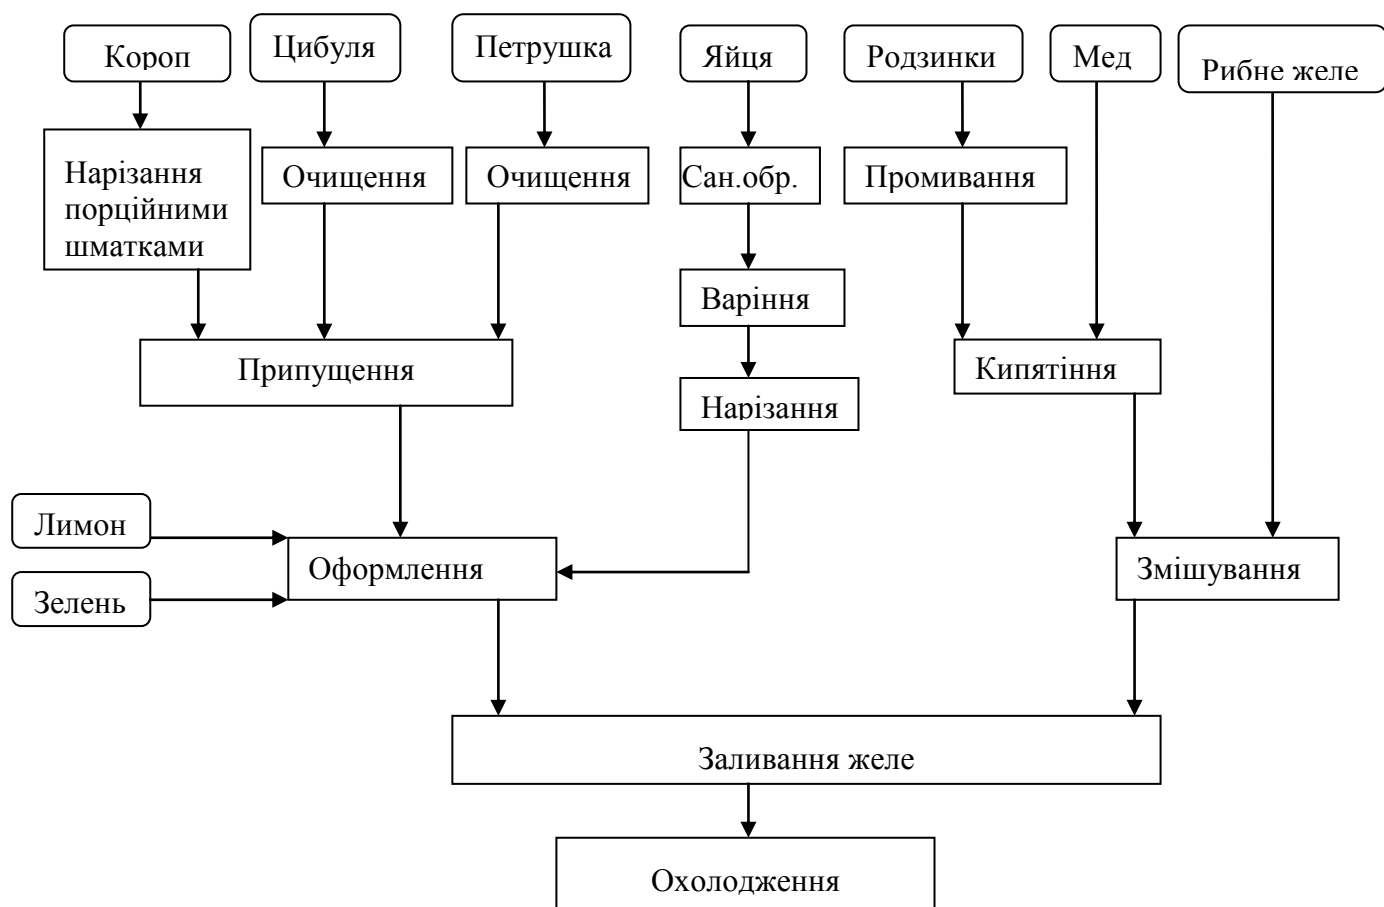 Короп
Цибуля
Петрушка
Яйця
Родзинки
Мед
Рибне желе
Нарізання
порційними
шматками
Очищення
Очищення
Сан.обр.
Промивання
Варіння
Припущення
Кипятіння
Нарізання
Лимон
Оформлення
Змішування
Зелень
Заливання желе
Охолодження